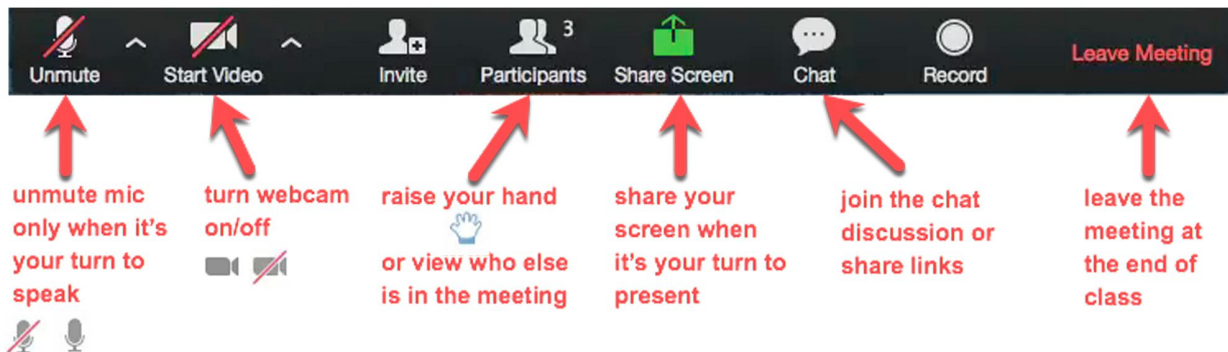 3
Unmute
Start Video
Invite
Participants
Share Screen
Chat
Record
Leave Meeting
unmute mic
only when it's
your turn to
speak
turn webcam
on/off
raise your hand
or view who else
is in the meeting
share your
screen when
it's your turn to
present
join the chat
discussion or
share links
leave the
meeting at
the end of
class